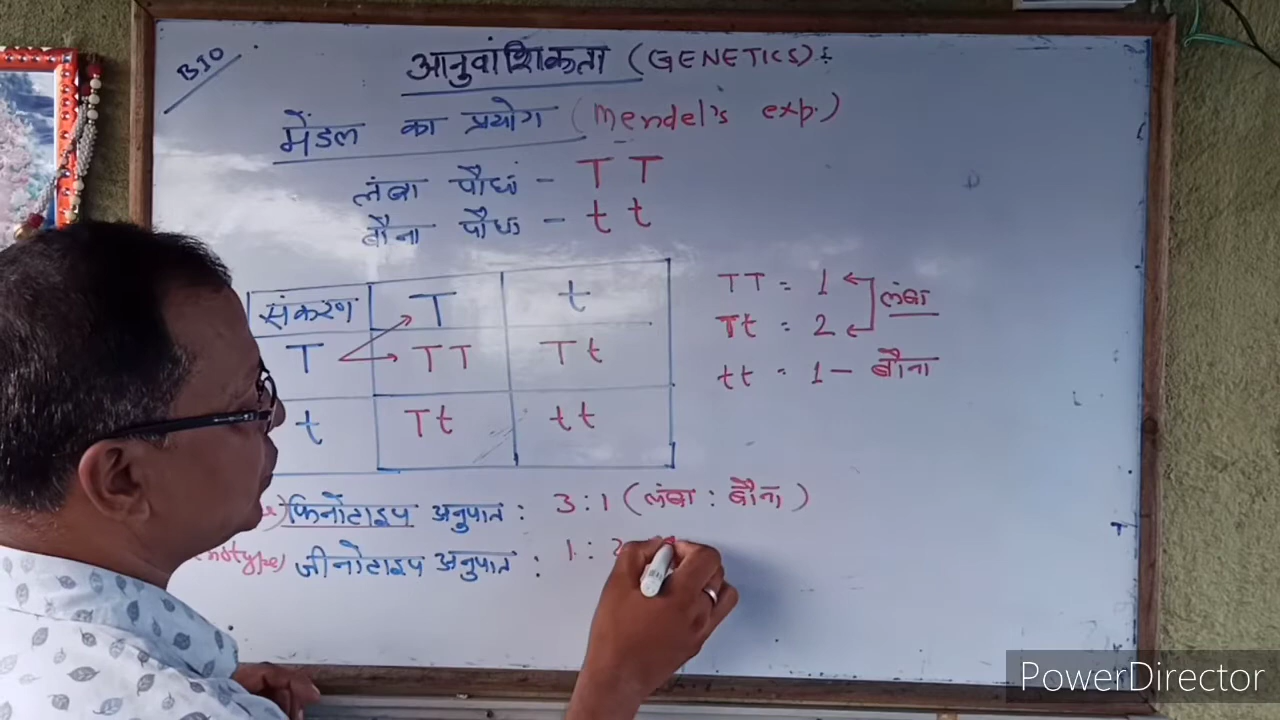 BIO
आनुवांशिकता (GENETICS) :
मेंडल का प्रयोग (Mendel's exp.)
लंबा पौधा - T T
बौना पौधा - t t
संकरण T t
T TT Tt
t Tt tt
TT = 1
Tt = 2 लंबा
tt = 1 - बौना
फिनोटाइप अनुपात : 3 : 1 (लंबा : बौना)
जीनोटाइप अनुपात : 1 : 2
PowerDirector